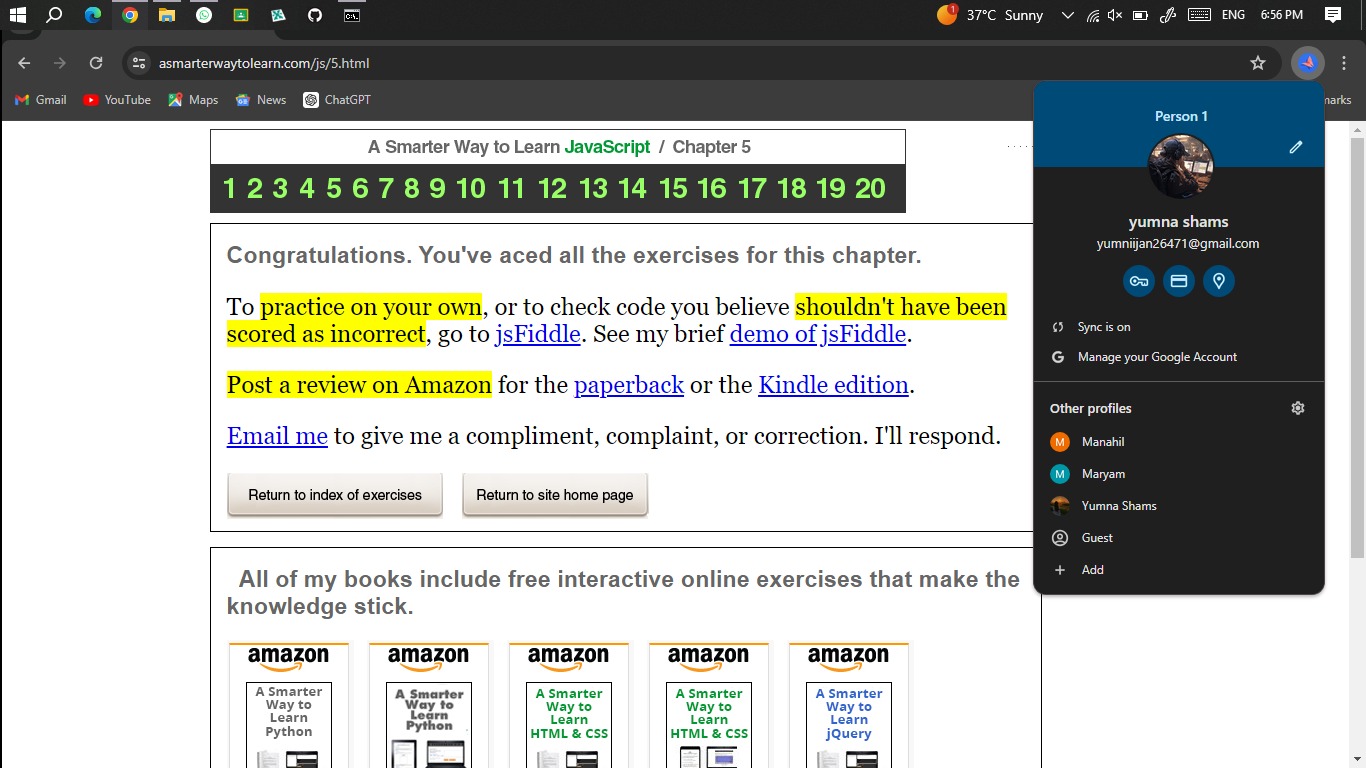 37°C Sunny
ENG
6:56 PM
asmarterwaytolearn.com/js/5.html
Gmail
YouTube
Maps
News
ChatGPT
marks
A Smarter Way to Learn JavaScript / Chapter 5
1 2 3 4 5 6 7 8 9 10 11 12 13 14 15 16 17 18 19 20
Congratulations. You've aced all the exercises for this chapter.
To practice on your own, or to check code you believe shouldn't have been
scored as incorrect, go to jsFiddle. See my brief demo of jsFiddle.
Post a review on Amazon for the paperback or the Kindle edition.
Email me to give me a compliment, complaint, or correction. I'll respond.
Return to index of exercises
Return to site home page
All of my books include free interactive online exercises that make the
knowledge stick.
amazon
A Smarter
Way to
Learn
Python
amazon
A Smarter
Way to
Learn
Python
amazon
A Smarter
Way to
Learn
HTML & CSS
amazon
A Smarter
Way to
Learn
HTML & CSS
amazon
A Smarter
Way to
Learn
jQuery
Person 1
yumna shams
yumniijan26471@gmail.com
Sync is on
G Manage your Google Account
Other profiles
M Manahil
M Maryam
Yumna Shams
Guest
+ Add